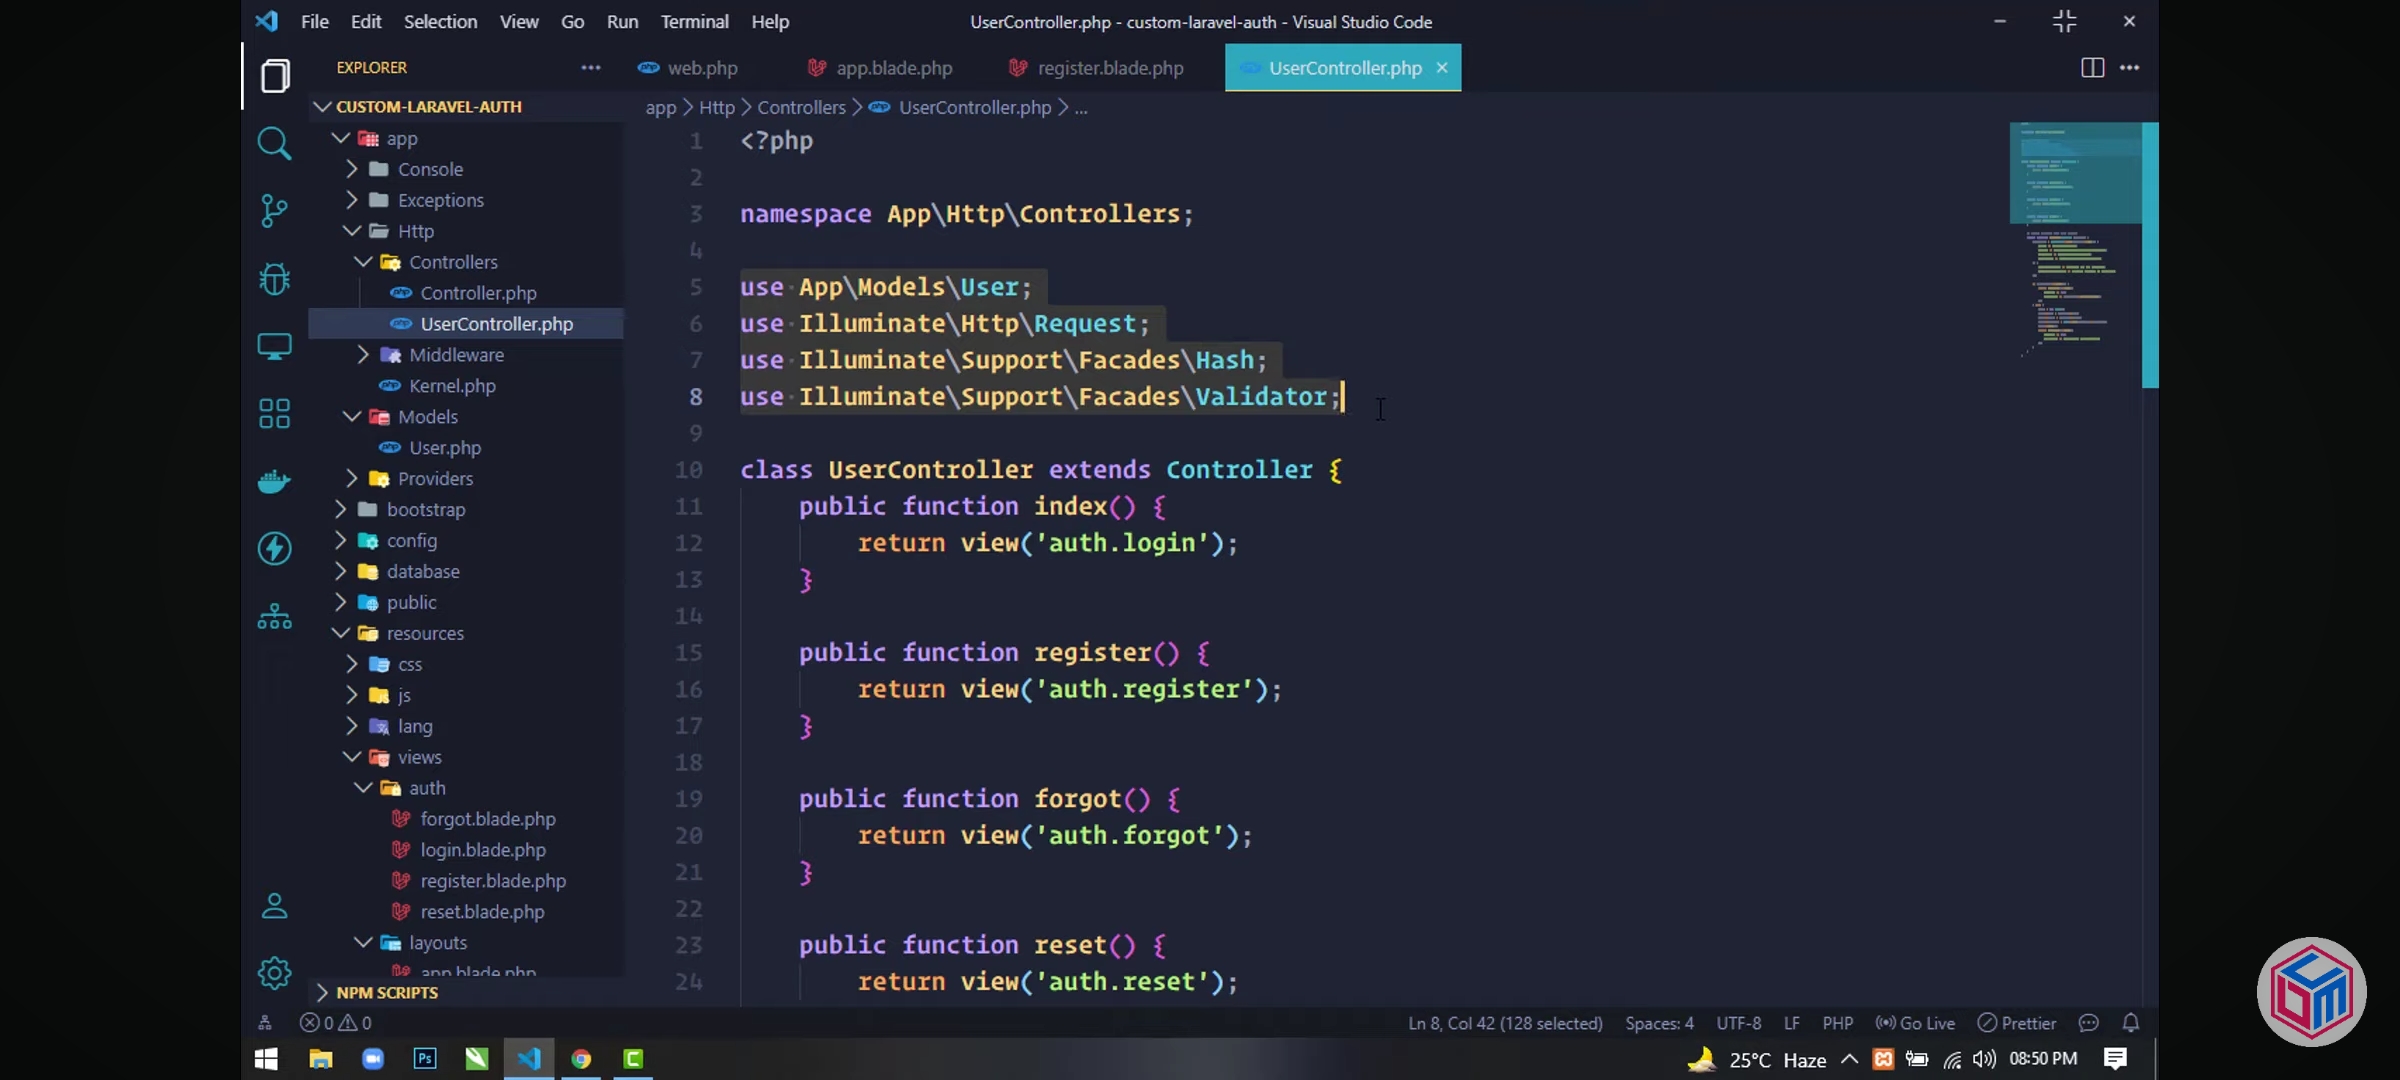 File Edit Selection View Go Run Terminal Help
UserController.php - custom-laravel-auth - Visual Studio Code
EXPLORER
web.php
app.blade.php
register.blade.php
UserController.php
CUSTOM-LARAVEL-AUTH
app
Console
Exceptions
Http
Controllers
Controller.php
UserController.php
Middleware
Kernel.php
Models
User.php
Providers
bootstrap
config
database
public
resources
css
js
lang
views
auth
forgot.blade.php
login.blade.php
register.blade.php
reset.blade.php
layouts
app.blade.php
NPM SCRIPTS
app > Http > Controllers > UserController.php > ...
1 <?php
2
3 namespace App\Http\Controllers;
4
5 use App\Models\User;
6 use Illuminate\Http\Request;
7 use Illuminate\Support\Facades\Hash;
8 use Illuminate\Support\Facades\Validator;
9
10 class UserController extends Controller {
11 public function index() {
12 return view('auth.login');
13 }
14
15 public function register() {
16 return view('auth.register');
17 }
18
19 public function forgot() {
20 return view('auth.forgot');
21 }
22
23 public function reset() {
24 return view('auth.reset');
0 0
Ln 8, Col 42 (128 selected) Spaces: 4 UTF-8 LF PHP Go Live Prettier
Ps
25°C Haze 08:50 PM